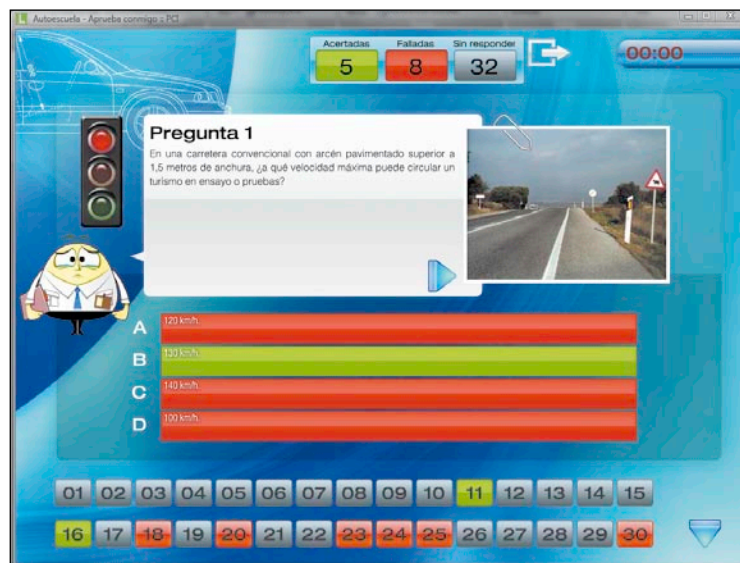 Autoescuela - Aprueba conmigo :: PC!
Acertadas Falladas Sin responder
5 8 32
00:00
Pregunta 1
En una carretera convencional con arcén pavimentado superior a
1,5 metros de anchura, ¿a qué velocidad máxima puede circular un
turismo en ensayo o pruebas?
A 120 km/h.
B 130 km/h.
C 140 km/h.
D 100 km/h.
01 02 03 04 05 06 07 08 09 10 11 12 13 14 15
16 17 18 19 20 21 22 23 24 25 26 27 28 29 30